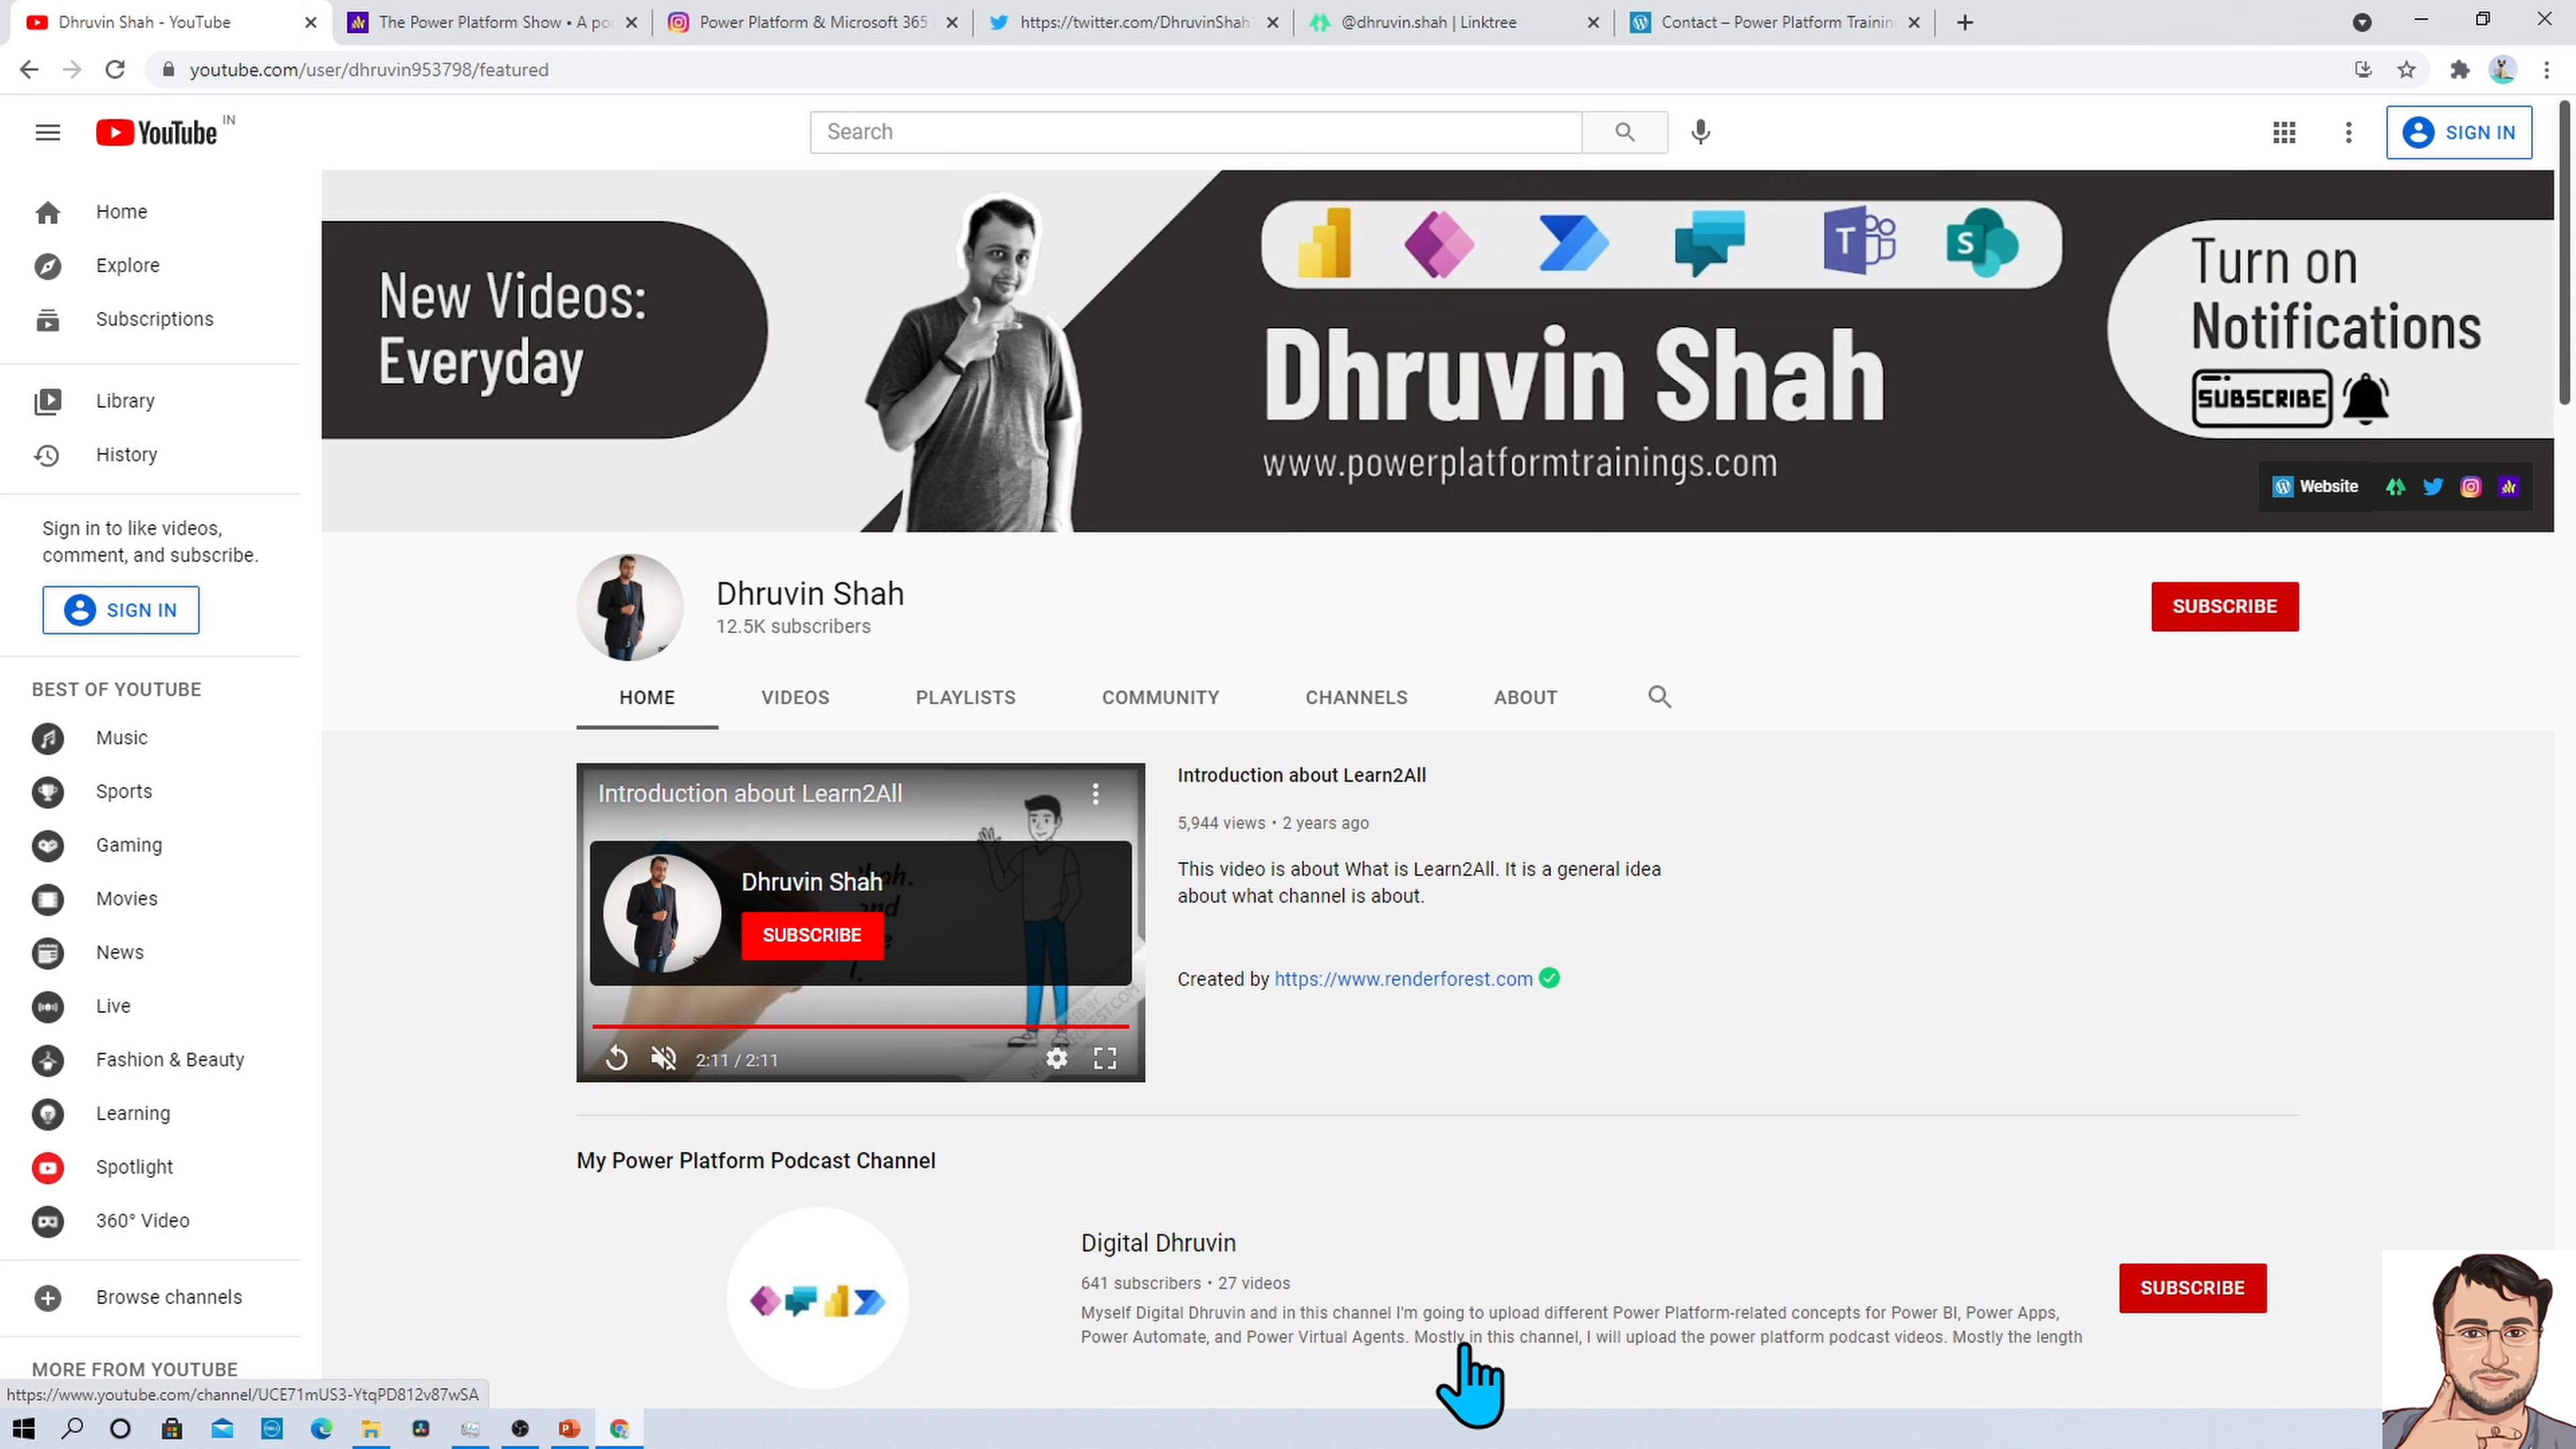 Dhruvin Shah - YouTube
The Power Platform Show • A po
Power Platform & Microsoft 365
https://twitter.com/DhruvinShah
@dhruvin.shah | Linktree
Contact – Power Platform Trainin
youtube.com/user/dhruvin953798/featured
YouTube IN
Search
SIGN IN
Home
Explore
Subscriptions
Library
History
Sign in to like videos,
comment, and subscribe.
SIGN IN
BEST OF YOUTUBE
Music
Sports
Gaming
Movies
News
Live
Fashion & Beauty
Learning
Spotlight
360° Video
Browse channels
MORE FROM YOUTUBE
https://www.youtube.com/channel/UCE71mUS3-YtqPD812v87wSA
New Videos:
Everyday
T
S
Dhruvin Shah
www.powerplatformtrainings.com
Turn on
Notifications
SUBSCRIBE
Website
Dhruvin Shah
12.5K subscribers
SUBSCRIBE
HOME
VIDEOS
PLAYLISTS
COMMUNITY
CHANNELS
ABOUT
Introduction about Learn2All
Dhruvin Shah
SUBSCRIBE
2:11 / 2:11
Introduction about Learn2All
5,944 views • 2 years ago
This video is about What is Learn2All. It is a general idea
about what channel is about.
Created by https://www.renderforest.com
My Power Platform Podcast Channel
Digital Dhruvin
641 subscribers • 27 videos
Myself Digital Dhruvin and in this channel I'm going to upload different Power Platform-related concepts for Power BI, Power Apps,
Power Automate, and Power Virtual Agents. Mostly in this channel, I will upload the power platform podcast videos. Mostly the length
SUBSCRIBE